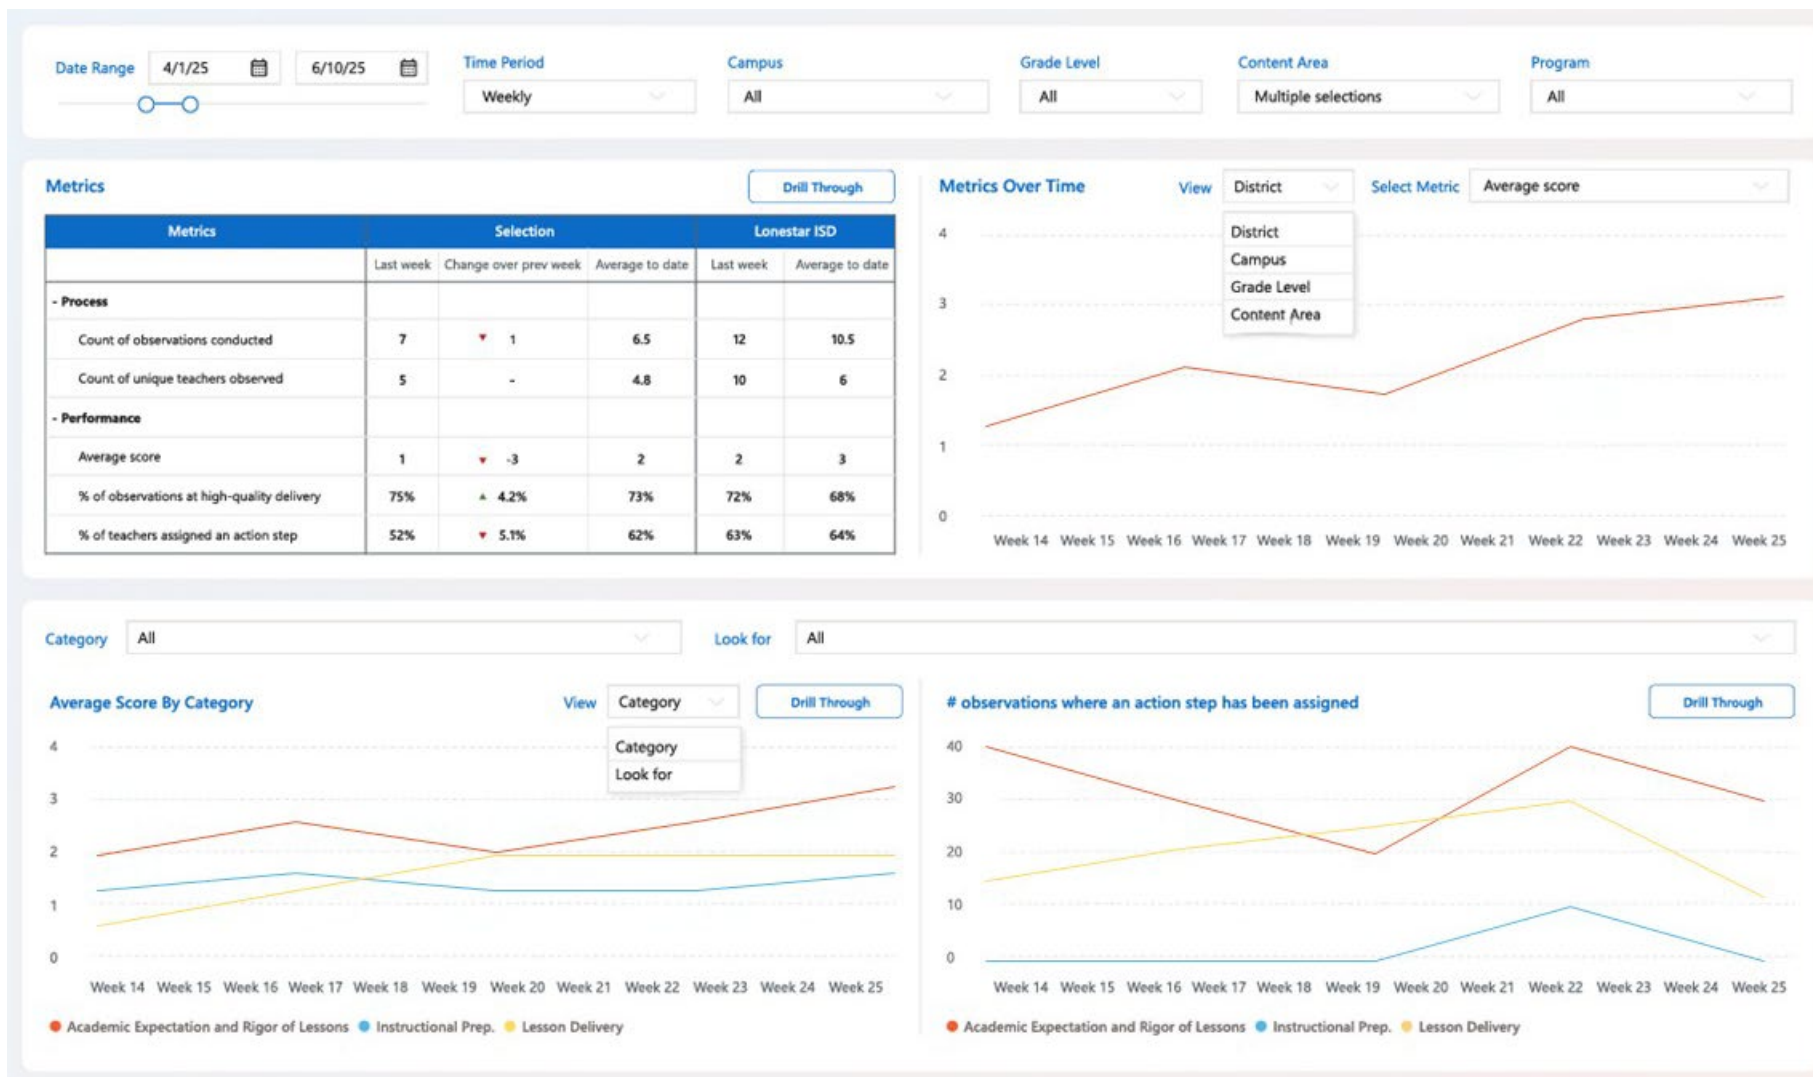 Date Range 4/1/25 6/10/25
Time Period
Weekly
Campus
All
Grade Level
All
Content Area
Multiple selections
Program
All
Metrics
Drill Through
Metrics Selection Lonestar ISD
Last week Change over prev week Average to date Last week Average to date
- Process
Count of observations conducted 7 ▼ 1 6.5 12 10.5
Count of unique teachers observed 5 - 4.8 10 6
- Performance
Average score 1 ▼ -3 2 2 3
% of observations at high-quality delivery 75% ▲ 4.2% 73% 72% 68%
% of teachers assigned an action step 52% ▼ 5.1% 62% 63% 64%
Metrics Over Time View District Select Metric Average score
District
Campus
Grade Level
Content Area
4
3
2
1
0
Week 14 Week 15 Week 16 Week 17 Week 18 Week 19 Week 20 Week 21 Week 22 Week 23 Week 24 Week 25
Category All Look for All
Average Score By Category View Category Drill Through
Category
Look for
4
3
2
1
0
Week 14 Week 15 Week 16 Week 17 Week 18 Week 19 Week 20 Week 21 Week 22 Week 23 Week 24 Week 25
Academic Expectation and Rigor of Lessons Instructional Prep. Lesson Delivery
# observations where an action step has been assigned Drill Through
40
30
20
10
0
Week 14 Week 15 Week 16 Week 17 Week 18 Week 19 Week 20 Week 21 Week 22 Week 23 Week 24 Week 25
Academic Expectation and Rigor of Lessons Instructional Prep. Lesson Delivery